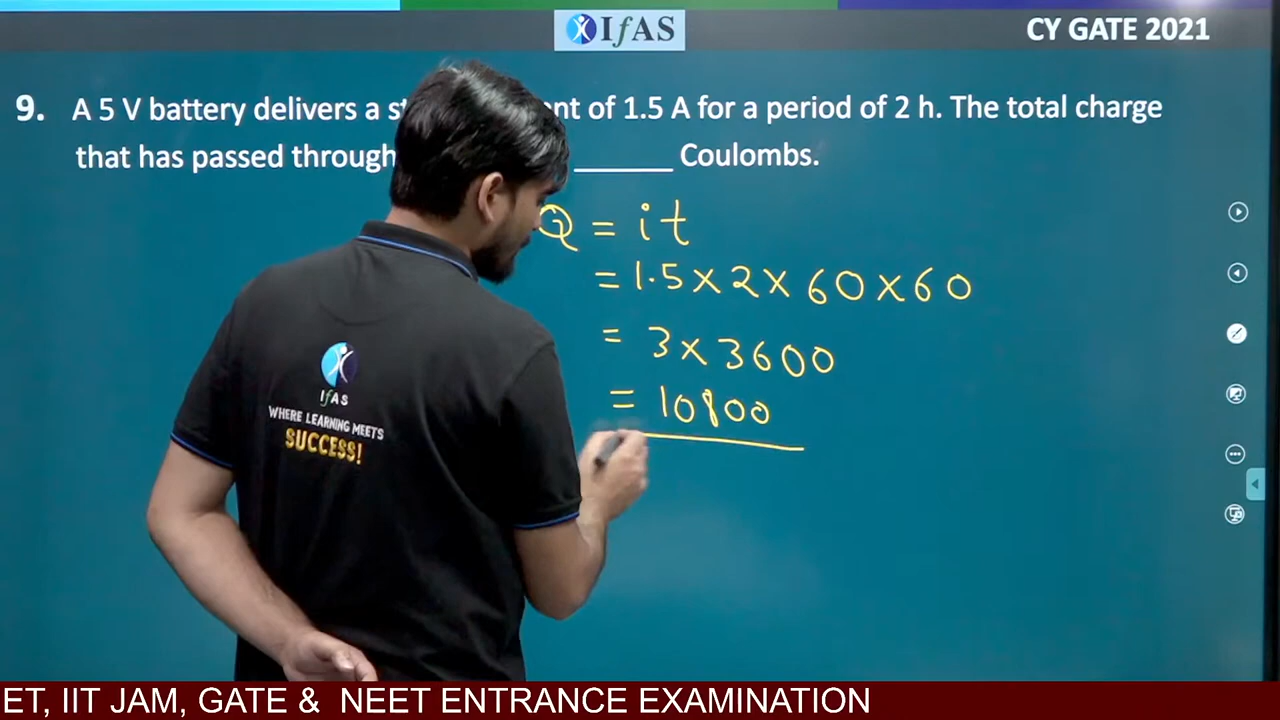 IfAS
CY GATE 2021
9. A 5 V battery delivers a st nt of 1.5 A for a period of 2 h. The total charge
that has passed through ______ Coulombs.
Q = it
= 1.5 × 2 × 60 × 60
= 3 × 3600
= 10800
IfAS
WHERE LEARNING MEETS
SUCCESS!
ET, IIT JAM, GATE & NEET ENTRANCE EXAMINATION